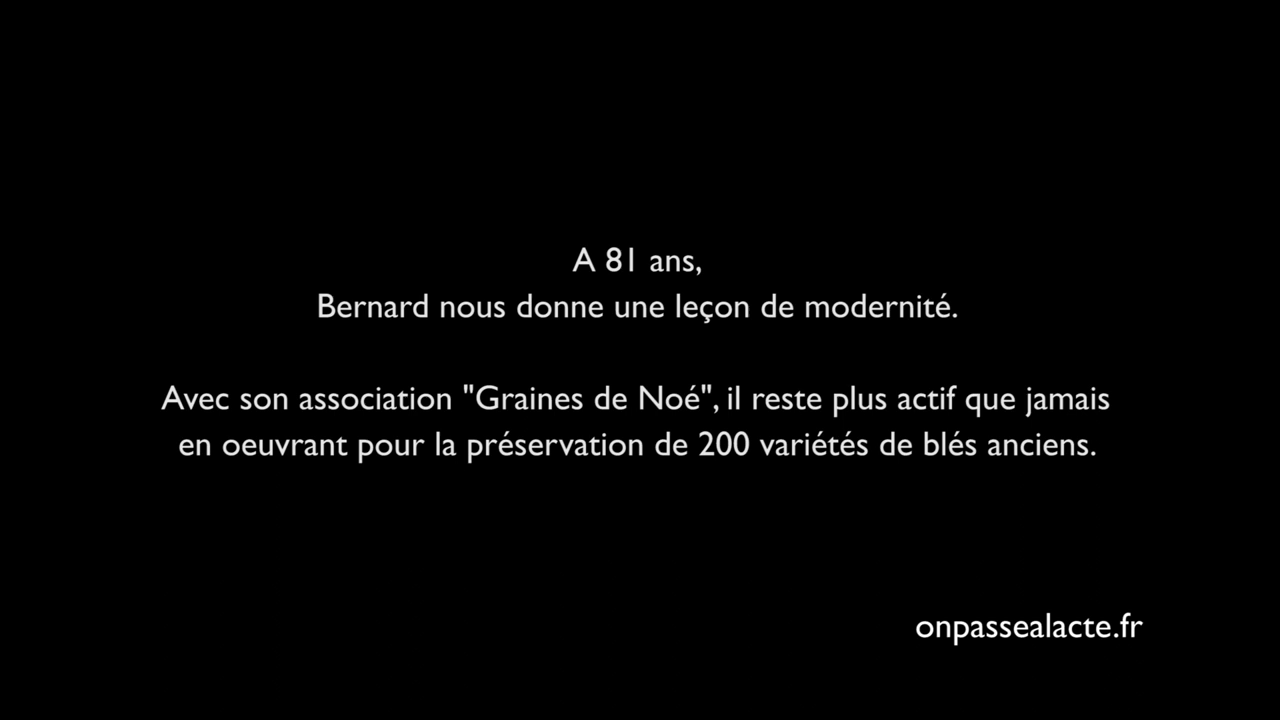 A 81 ans,
Bernard nous donne une leçon de modernité.
Avec son association "Graines de Noé", il reste plus actif que jamais
en oeuvrant pour la préservation de 200 variétés de blés anciens.
onpassealacte.fr